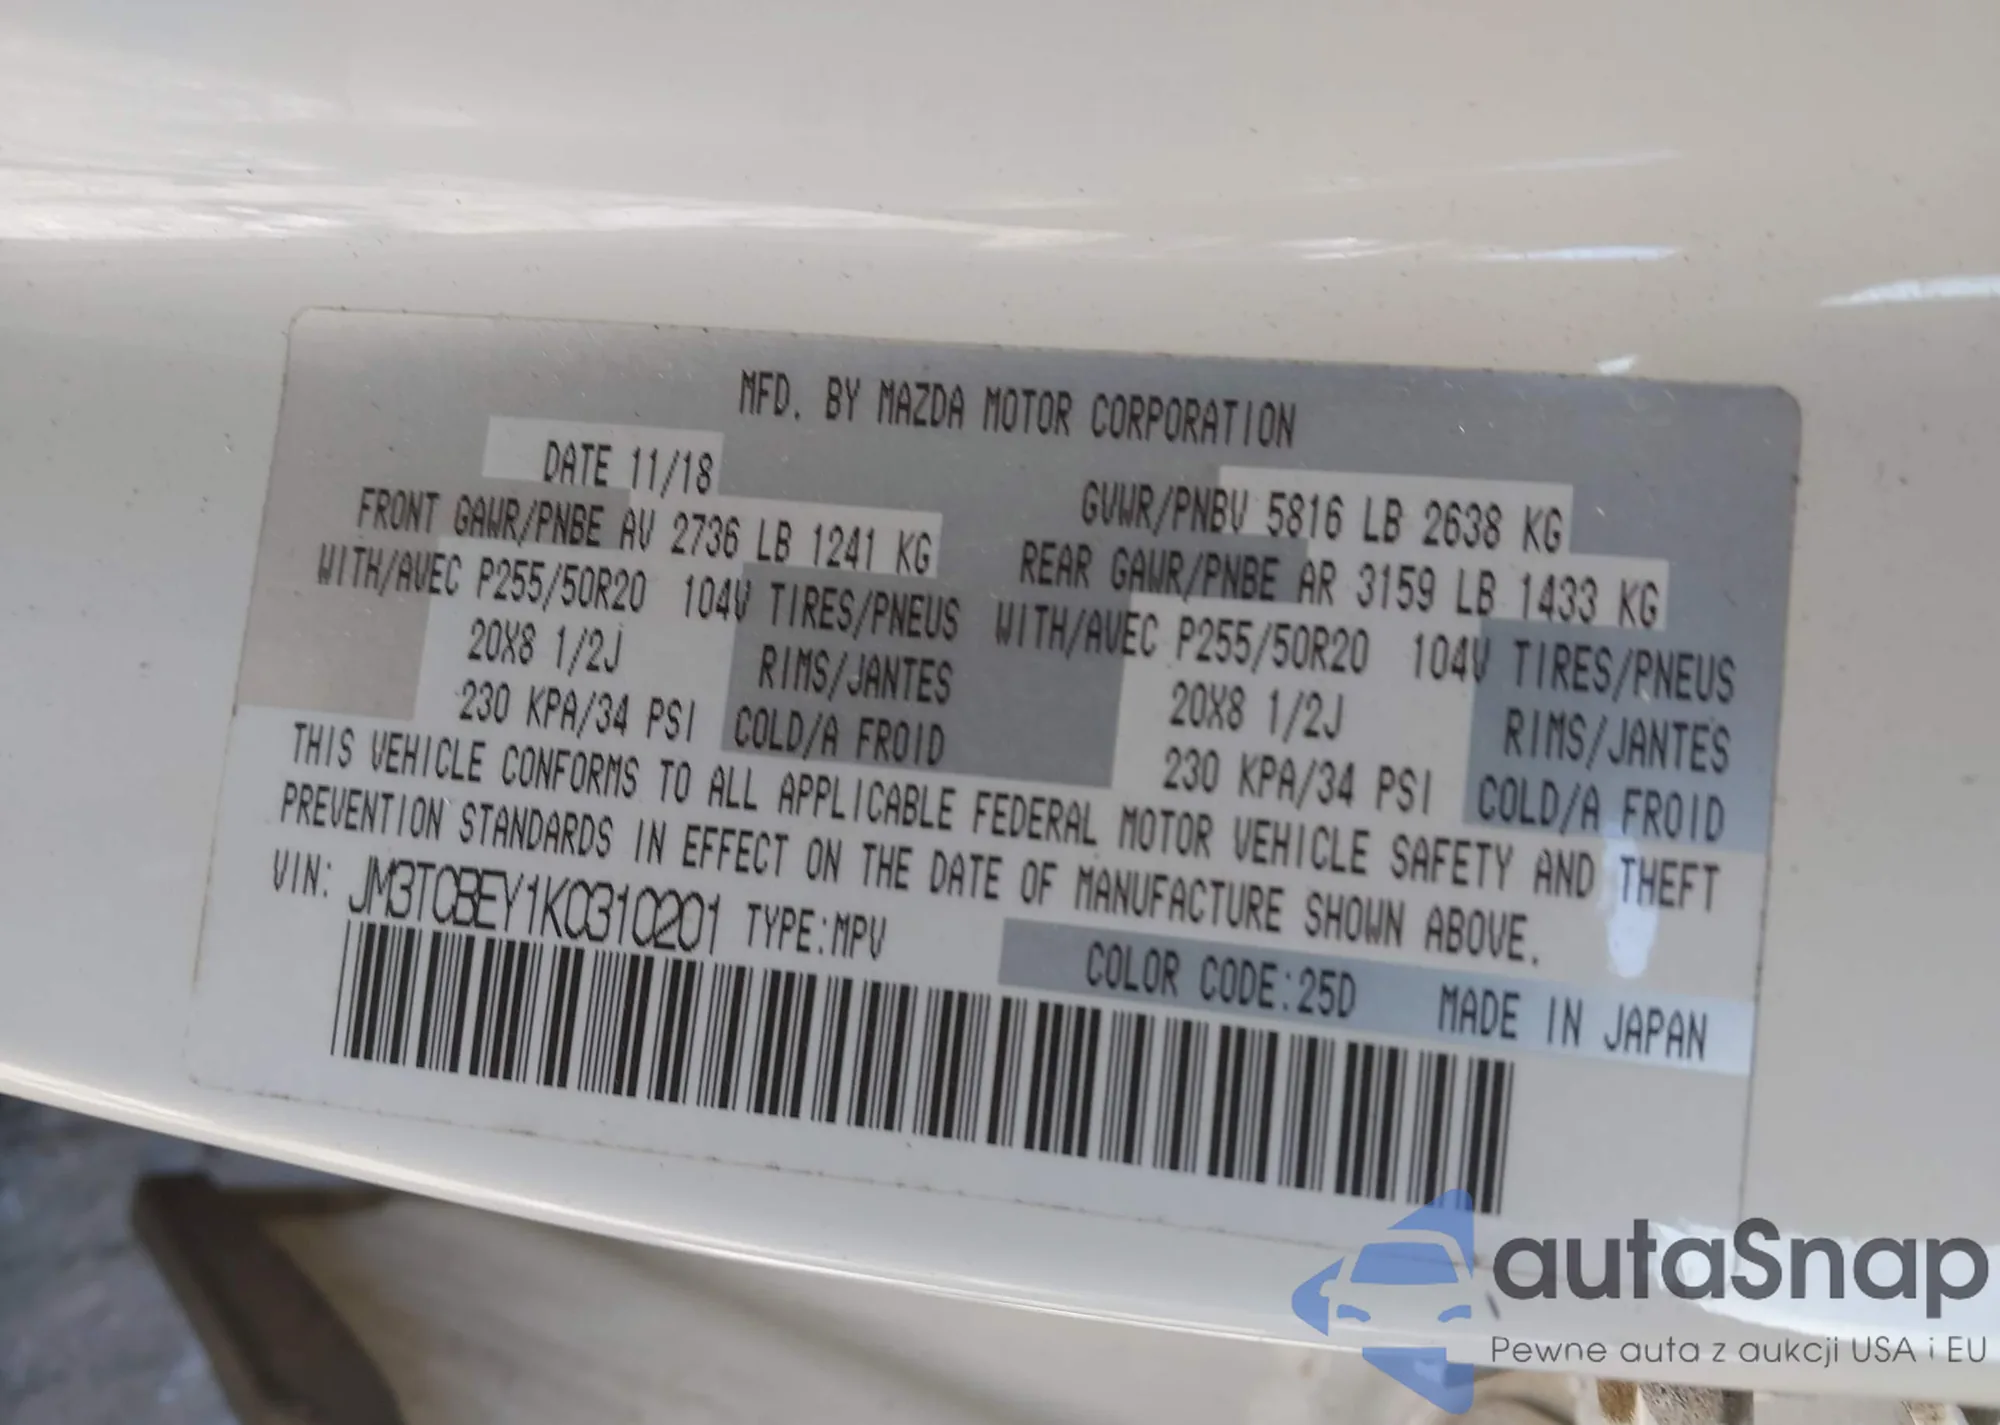 MFD. BY MAZDA MOTOR CORPORATION
DATE 11/18 GVWR/PNBV 5816 LB 2638 KG
FRONT GAWR/PNBE AV 2736 LB 1241 KG REAR GAWR/PNBE AR 3159 LB 1433 KG
WITH/AVEC P255/50R20 104V TIRES/PNEUS WITH/AVEC P255/50R20 104V TIRES/PNEUS
20X8 1/2J RIMS/JANTES 20X8 1/2J RIMS/JANTES
230 KPA/34 PSI COLD/A FROID 230 KPA/34 PSI COLD/A FROID
THIS VEHICLE CONFORMS TO ALL APPLICABLE FEDERAL MOTOR VEHICLE SAFETY AND THEFT
PREVENTION STANDARDS IN EFFECT ON THE DATE OF MANUFACTURE SHOWN ABOVE.
VIN: JM3TCBEY1K0310201 TYPE:MPV
COLOR CODE:25D MADE IN JAPAN
autaSnap
Pewne auta z aukcji USA i EU